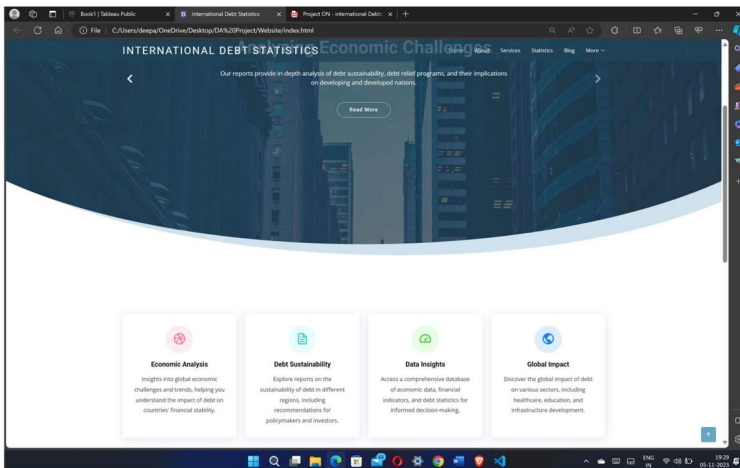 Book1 | Tableau Public
International Debt Statistics
Project ON - international Debt
File
C:/Users/deepa/OneDrive/Desktop/DA%20Project/Website/index.html
INTERNATIONAL DEBT STATISTICS
Economic Challenges
Home
About
Services
Statistics
Blog
More
Our reports provide in-depth analysis of debt sustainability, debt relief programs, and their implications
on developing and developed nations.
Read More
Economic Analysis
Insights into global economic
challenges and trends, helping you
understand the impact of debt on
countries' financial stability.
Debt Sustainability
Explore reports on the
sustainability of debt in different
regions, including
recommendations for
policymakers and investors.
Data Insights
Access a comprehensive database
of economic data, financial
indicators, and debt statistics for
informed decision-making.
Global Impact
Discover the global impact of debt
on various sectors, including
healthcare, education, and
infrastructure development.
ENG
IN
19:29
05-11-2023